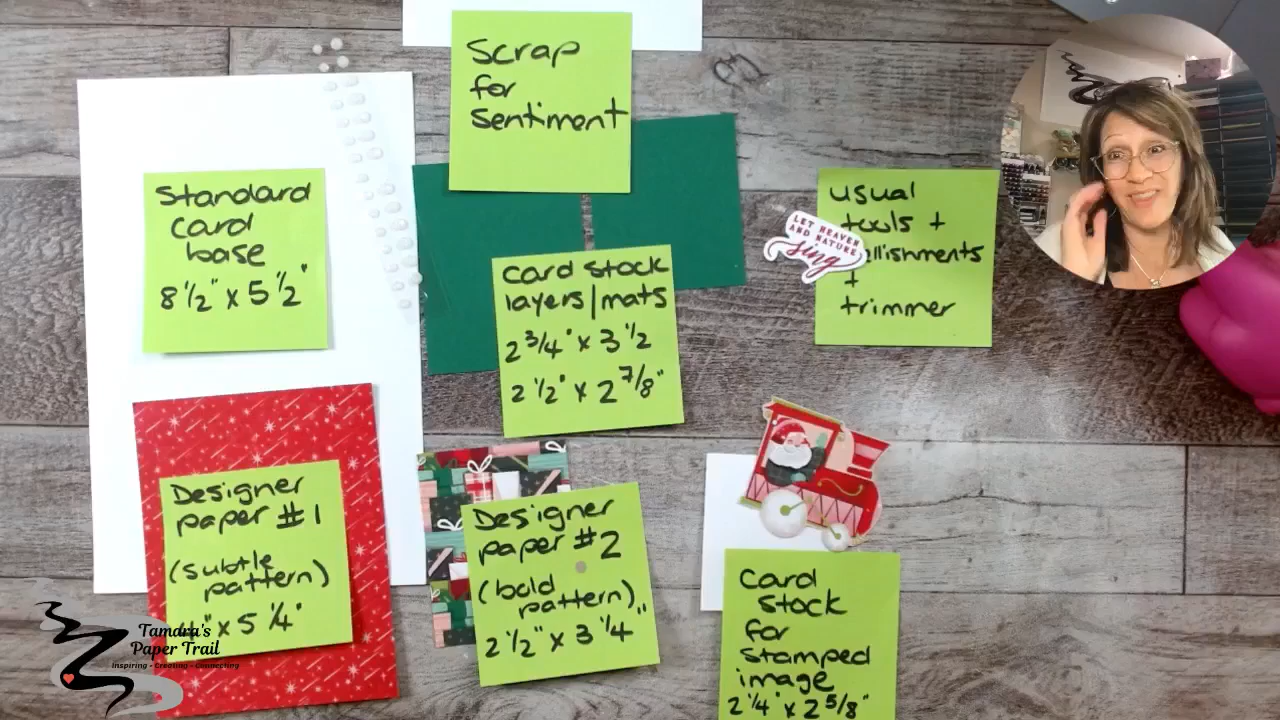 Scrap
for
sentiment
Standard
card
base
8 1/2" x 5 1/2"
Card stock
layers/mats
2 3/4" x 3 1/2
2 1/2" x 2 7/8"
usual
tools +
ellishments
+
trimmer
LET HEAVEN
AND NATURE
sing
Designer
paper #1
(subtle
pattern)
4" x 5 1/4"
Designer
paper #2
(bold
pattern)
2 1/2" x 3 1/4"
Card
stock
for
stamped
image
2 1/4" x 2 5/8"
Tamara's
Paper Trail
Inspiring - Creating - Connecting